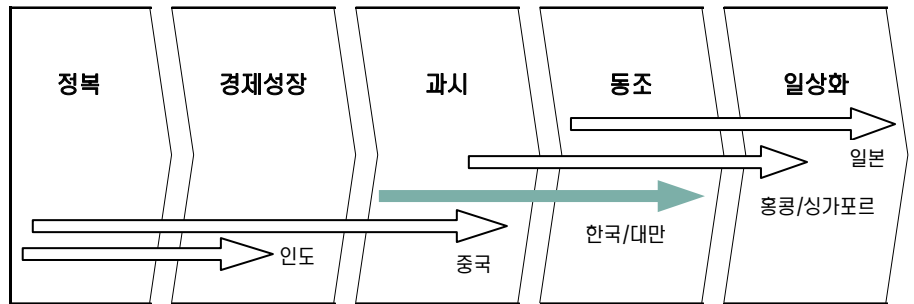 정복 경제성장 과시 동조 일상화
일본
홍콩/싱가포르
한국/대만
인도
중국